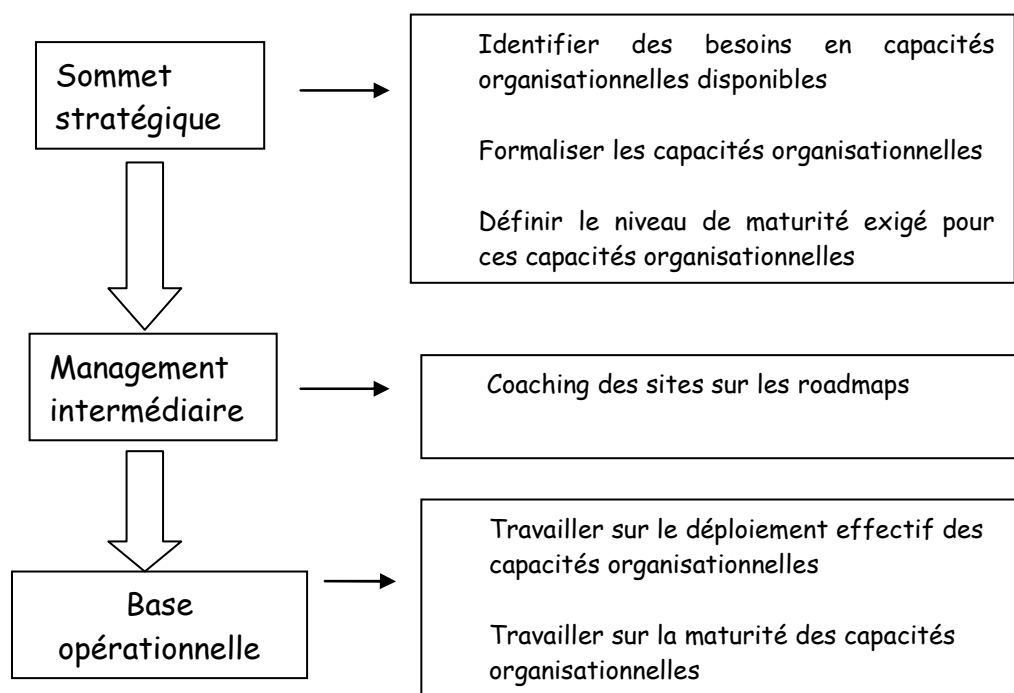 Sommet
stratégique
Identifier des besoins en capacités
organisationnelles disponibles
Formaliser les capacités organisationnelles
Définir le niveau de maturité exigé pour
ces capacités organisationnelles
Management
intermédiaire
Coaching des sites sur les roadmaps
Base
opérationnelle
Travailler sur le déploiement effectif des
capacités organisationnelles
Travailler sur la maturité des capacités
organisationnelles